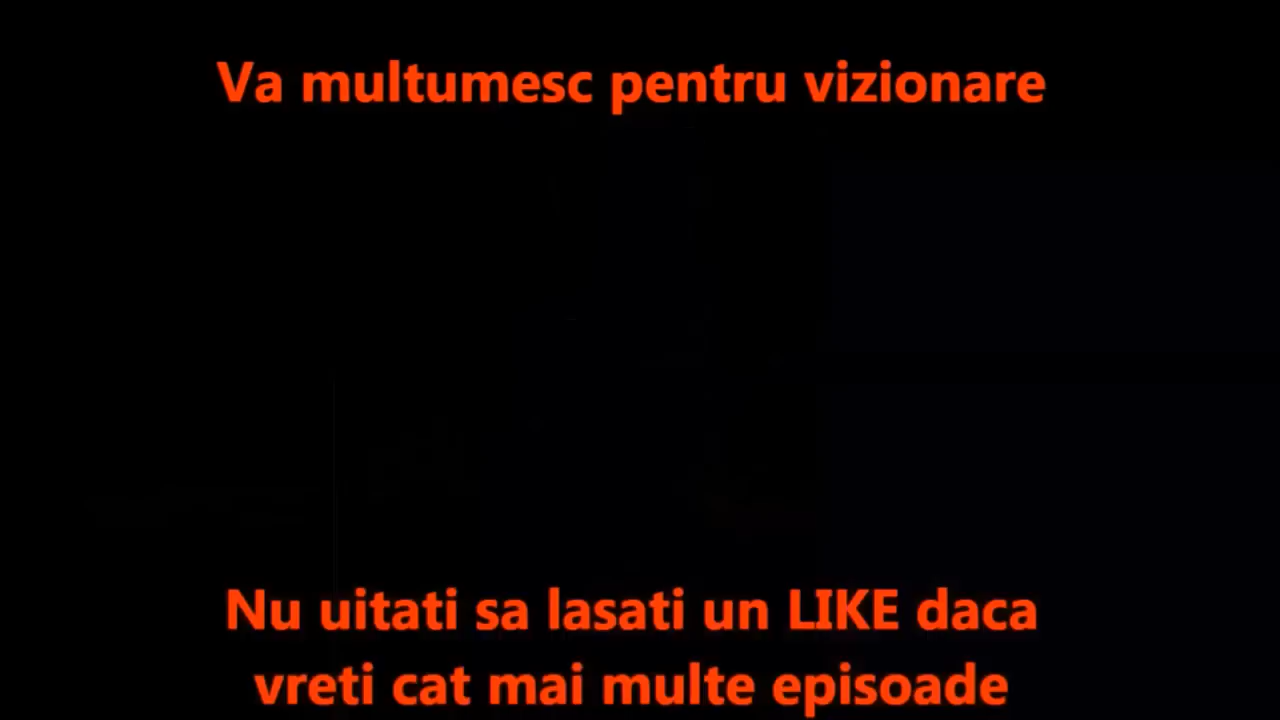 Va multumesc pentru vizionare
Nu uitati sa lasati un LIKE daca
vreti cat mai multe episoade